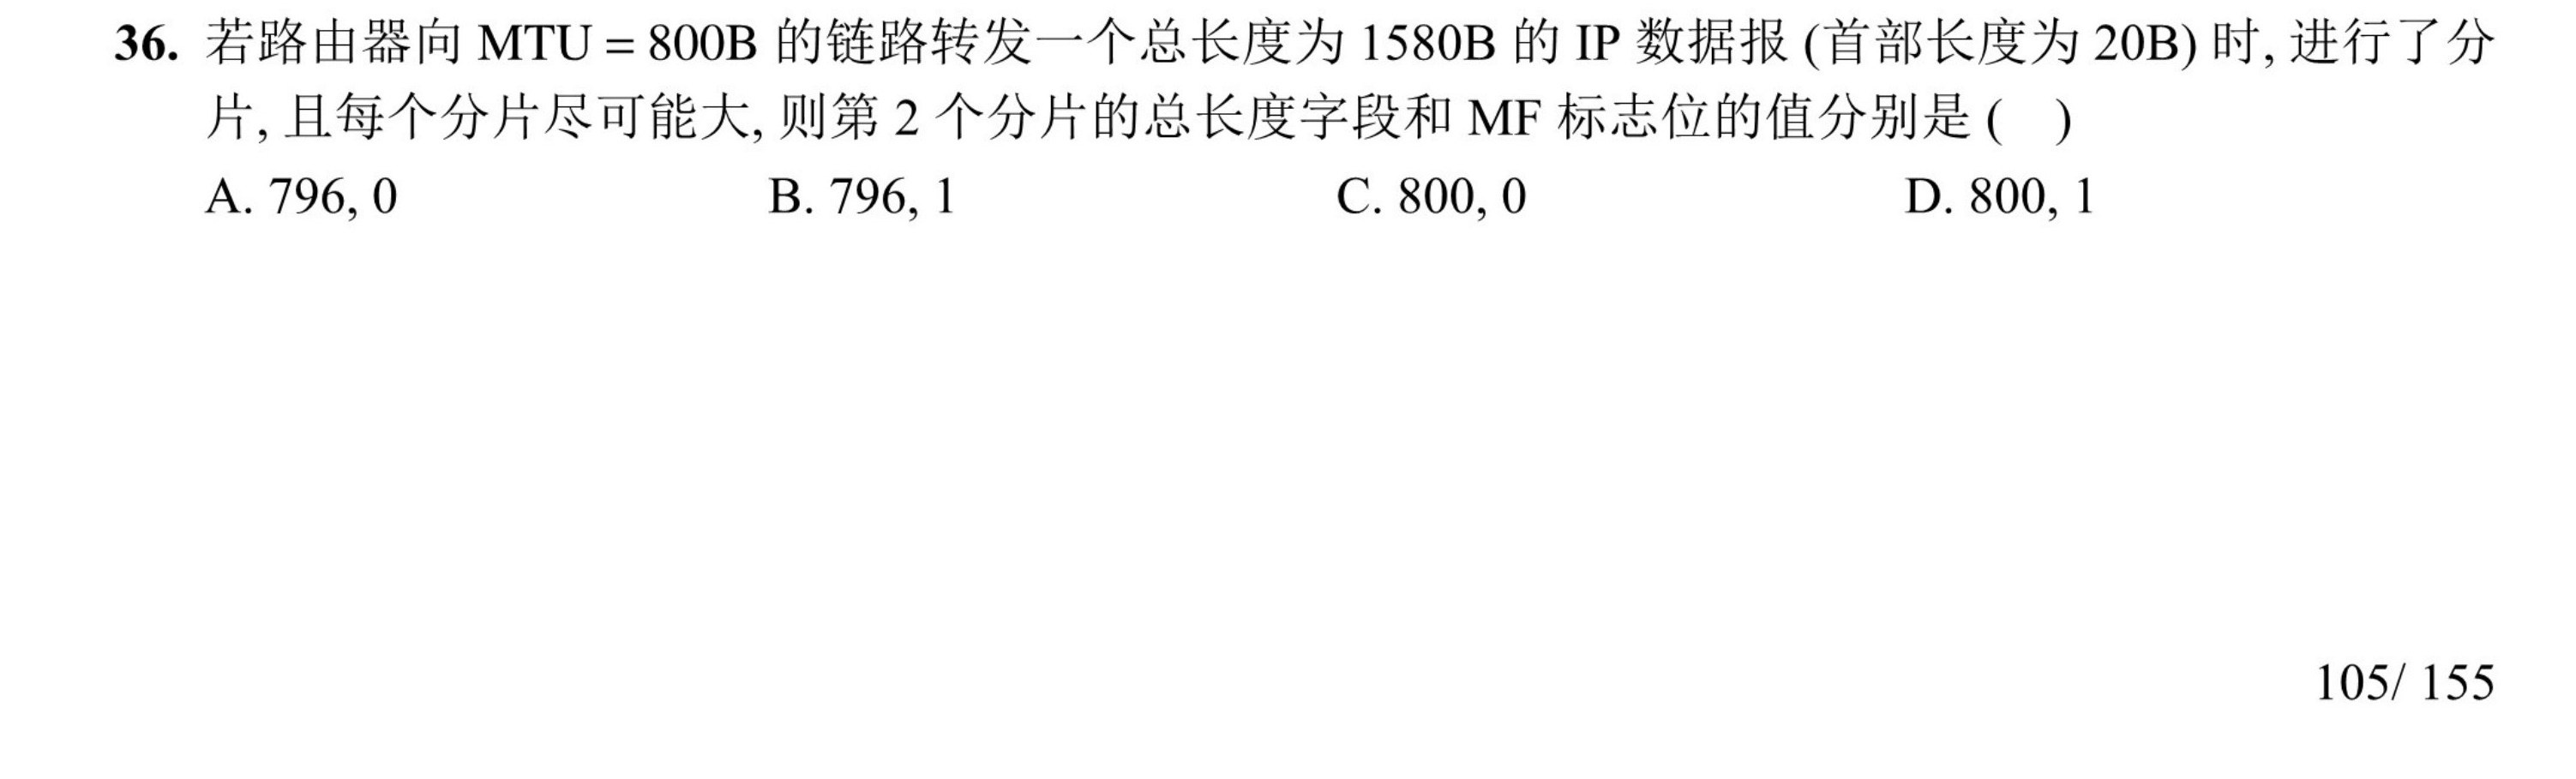 36. 若路由器向 MTU = 800B 的链路转发一个总长度为 1580B 的 IP 数据报 (首部长度为 20B) 时, 进行了分
片, 且每个分片尽可能大, 则第 2 个分片的总长度字段和 MF 标志位的值分别是 ( )
A. 796, 0 B. 796, 1 C. 800, 0 D. 800, 1
105/ 155